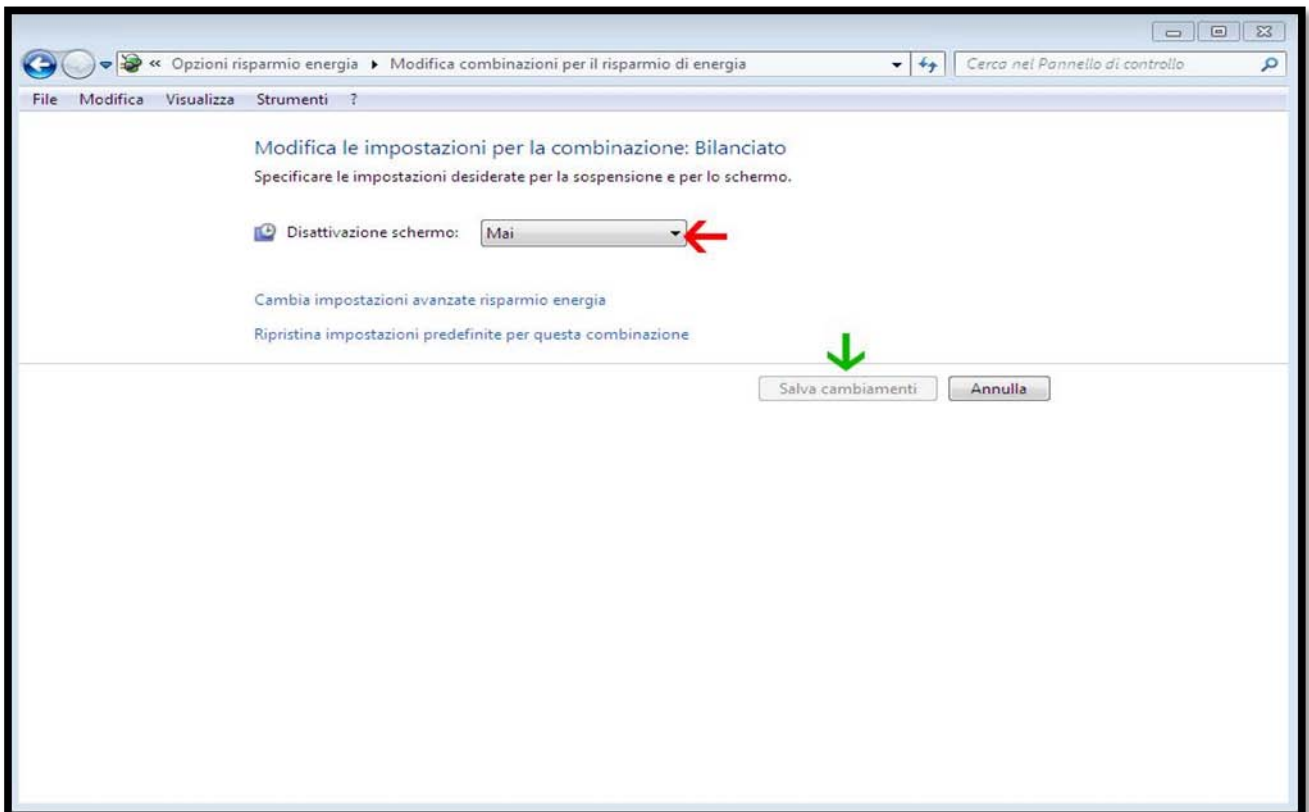 « Opzioni risparmio energia ▸ Modifica combinazioni per il risparmio di energia Cerca nel Pannello di controllo
File Modifica Visualizza Strumenti ?
Modifica le impostazioni per la combinazione: Bilanciato
Specificare le impostazioni desiderate per la sospensione e per lo schermo.
Disattivazione schermo: Mai
Cambia impostazioni avanzate risparmio energia
Ripristina impostazioni predefinite per questa combinazione
Salva cambiamenti Annulla